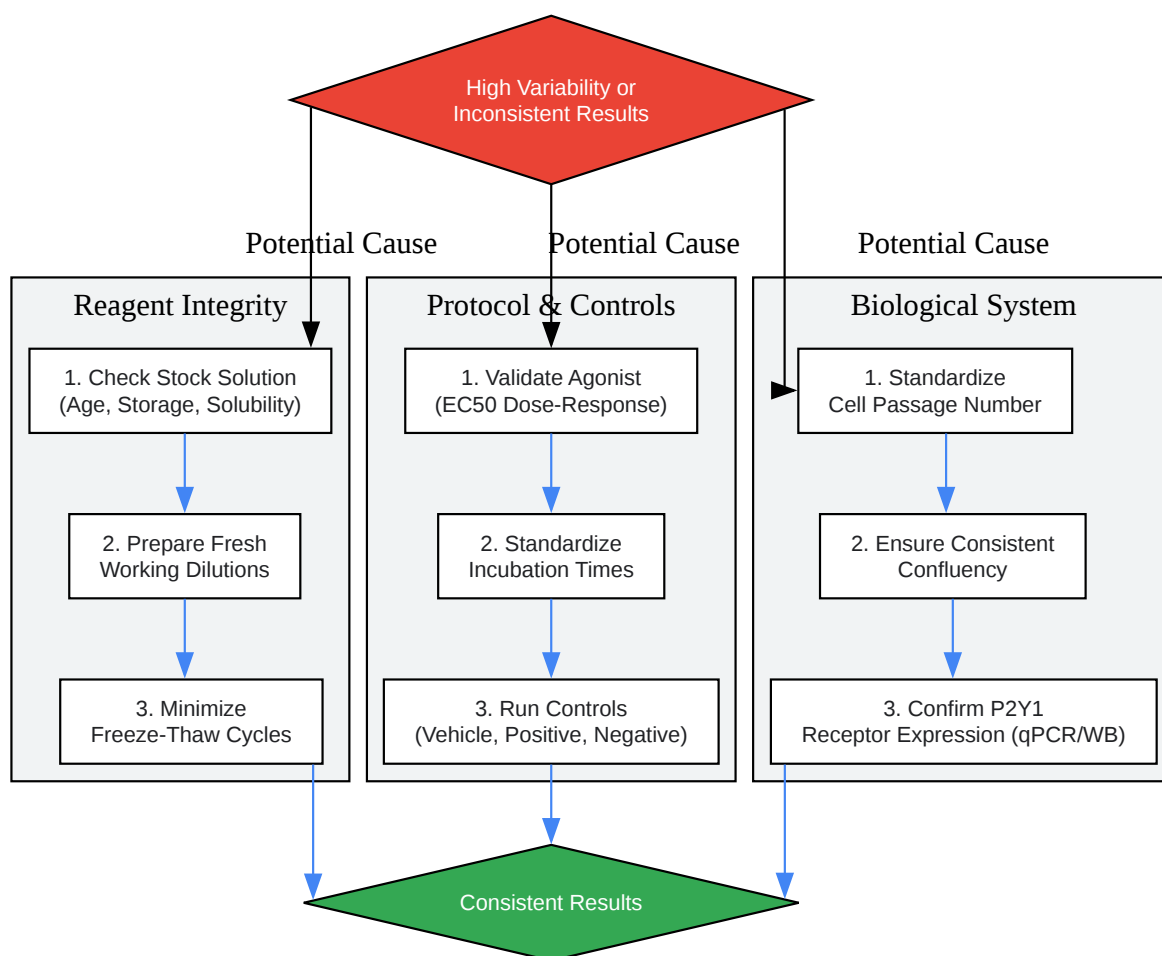 High Variability or
Inconsistent Results
Potential Cause
Potential Cause
Potential Cause
Reagent Integrity
1. Check Stock Solution
(Age, Storage, Solubility)
2. Prepare Fresh
Working Dilutions
3. Minimize
Freeze-Thaw Cycles
Protocol & Controls
1. Validate Agonist
(EC50 Dose-Response)
2. Standardize
Incubation Times
3. Run Controls
(Vehicle, Positive, Negative)
Biological System
1. Standardize
Cell Passage Number
2. Ensure Consistent
Confluency
3. Confirm P2Y1
Receptor Expression (qPCR/WB)
Consistent Results